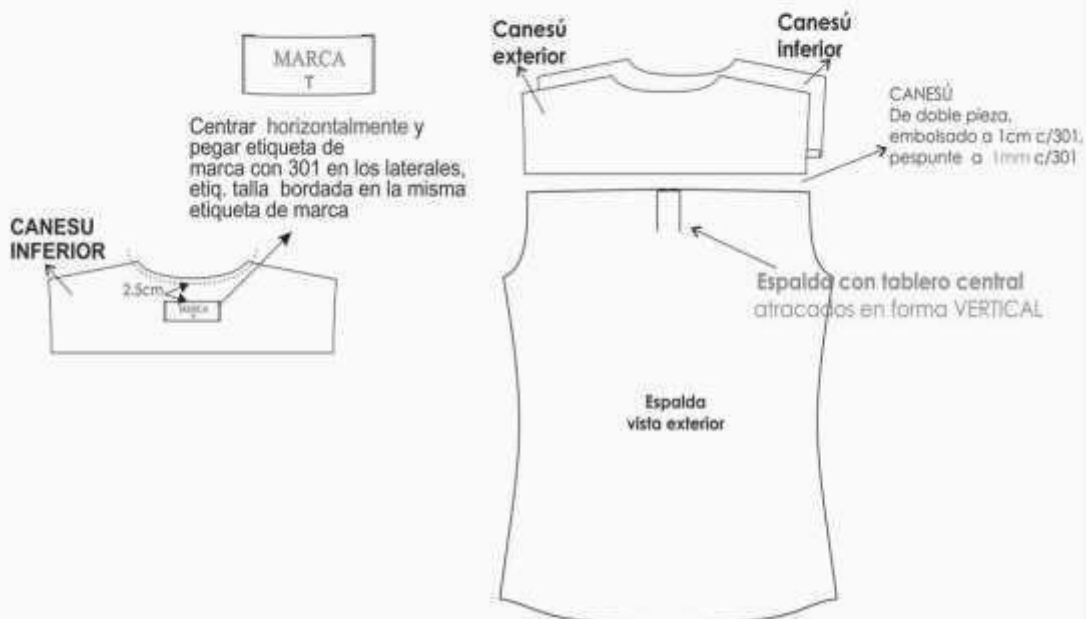 MARCA
T
Centrar horizontalmente y
pegar etiqueta de
marca con 301 en los laterales,
etiq. talla bordada en la misma
etiqueta de marca
CANESU
INFERIOR
2.5cm
MARCA
T
Canesú
exterior
Canesú
inferior
CANESÚ
De doble pieza,
embolsado a 1cm c/301,
pespunte a 1mm c/301
Espalda con tablero central
atracados en forma VERTICAL
Espalda
vista exterior